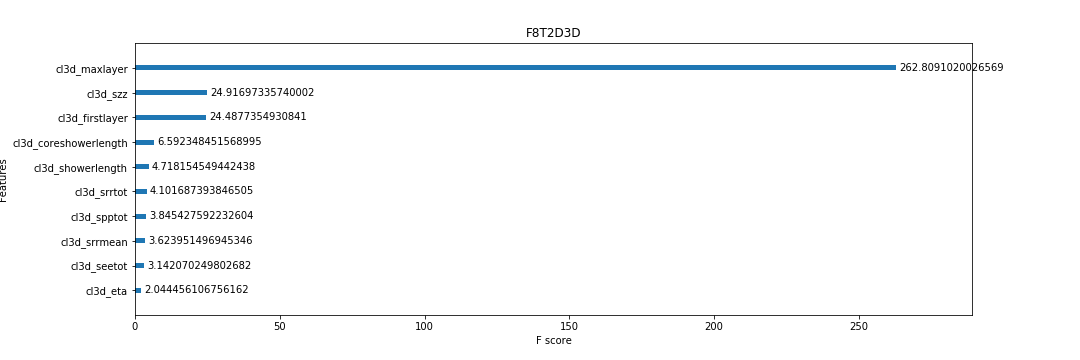 F8T2D3D
cl3d_maxlayer 262.8091020026569
cl3d_szz 24.91697335740002
cl3d_firstlayer 24.4877354930841
cl3d_coreshowerlength 6.592348451568995
cl3d_showerlength 4.718154549442438
cl3d_srrtot 4.101687393846505
cl3d_spptot 3.845427592232604
cl3d_srrmean 3.623951496945346
cl3d_seetot 3.142070249802682
cl3d_eta 2.044456106756162
Features
0 50 100 150 200 250
F score